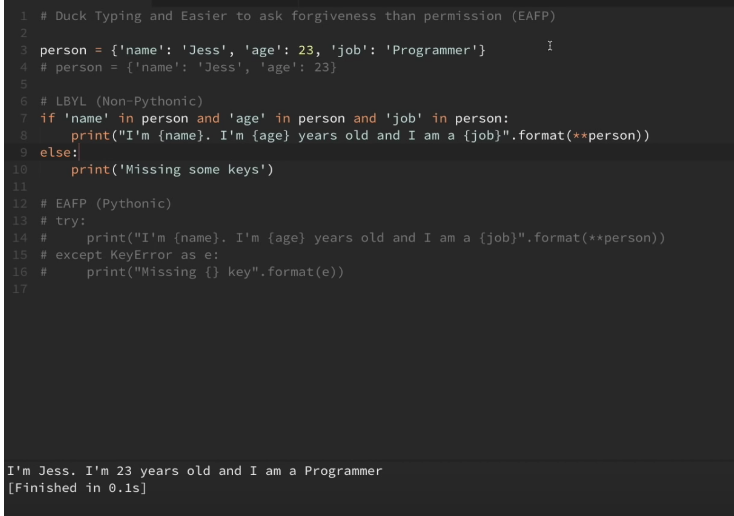 1 # Duck Typing and Easier to ask forgiveness than permission (EAFP)
2
3 person = {'name': 'Jess', 'age': 23, 'job': 'Programmer'}
4 # person = {'name': 'Jess', 'age': 23}
5
6 # LBYL (Non-Pythonic)
7 if 'name' in person and 'age' in person and 'job' in person:
8     print("I'm {name}. I'm {age} years old and I am a {job}".format(**person))
9 else:
10     print('Missing some keys')
11
12 # EAFP (Pythonic)
13 # try:
14 #     print("I'm {name}. I'm {age} years old and I am a {job}".format(**person))
15 # except KeyError as e:
16 #     print("Missing {} key".format(e))
17
I'm Jess. I'm 23 years old and I am a Programmer
[Finished in 0.1s]